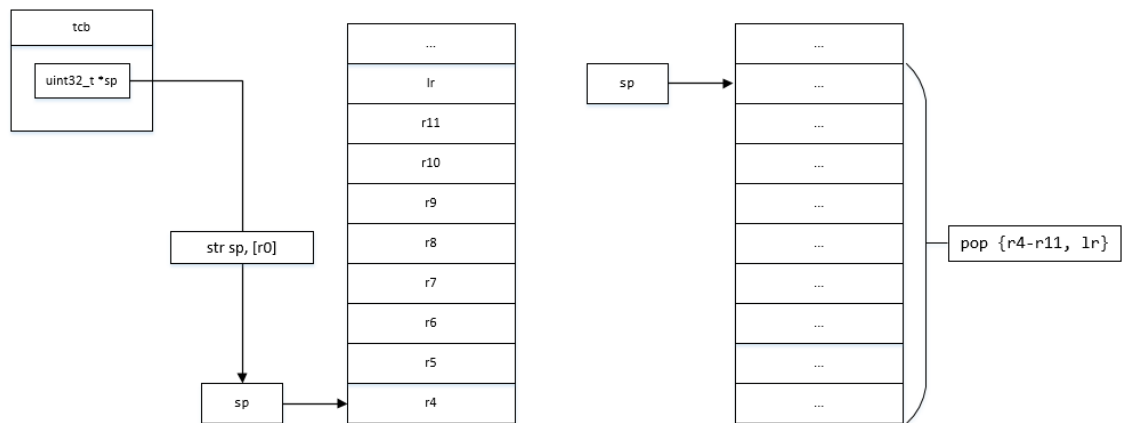 tcb
uint32_t *sp
str sp, [r0]
sp
...
lr
r11
r10
r9
r8
r7
r6
r5
r4
sp
...
...
...
...
...
...
...
...
...
...
pop {r4-r11, lr}